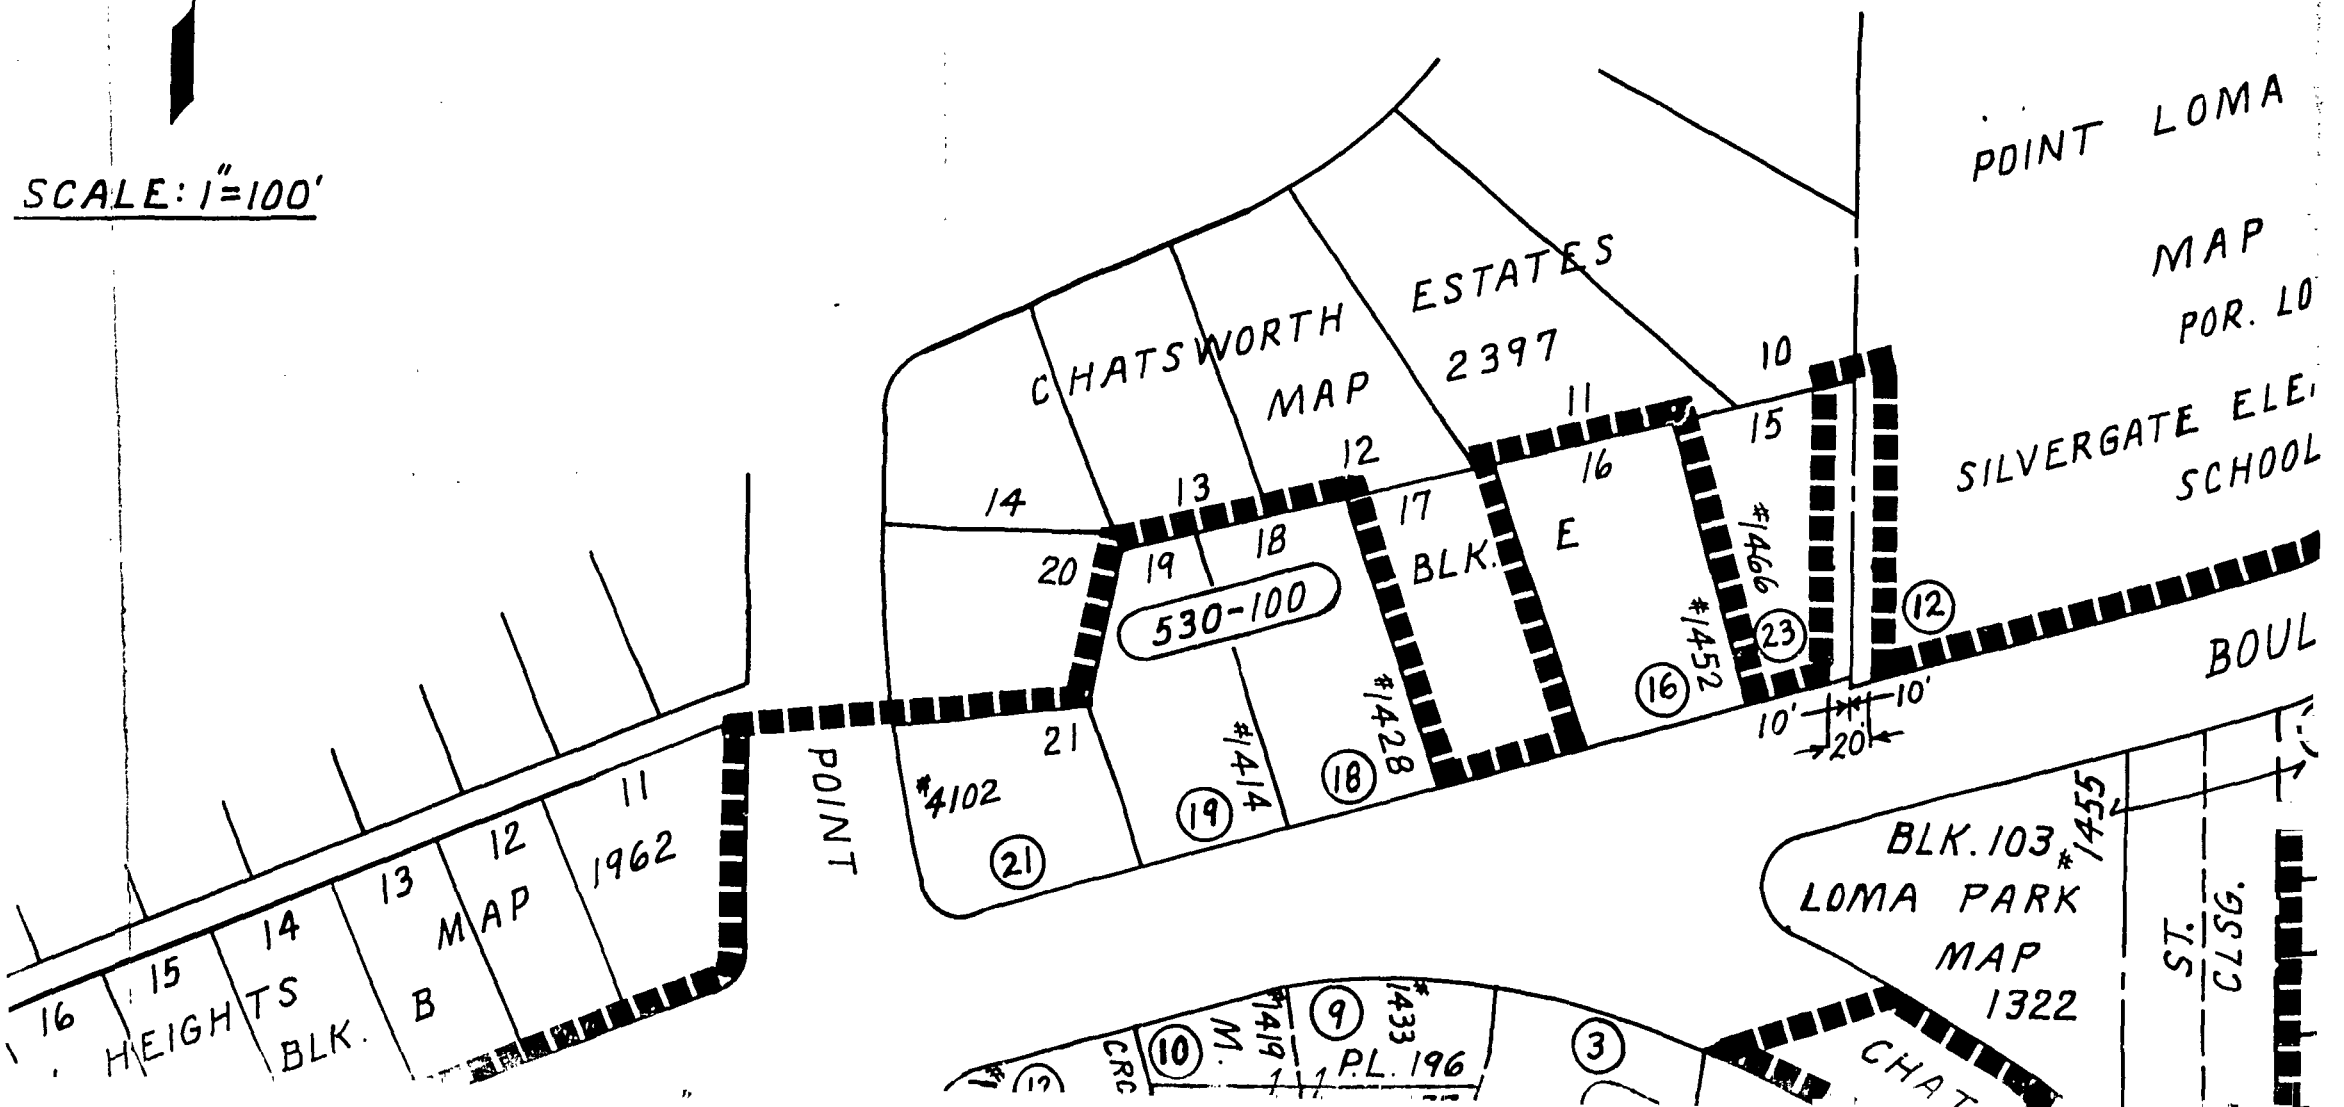 SCALE: 1"=100'
POINT LOMA
MAP
POR. LO
SILVERGATE ELE
SCHOOL
CHATSWORTH ESTATES
MAP 2397
10
11
12
13
14
15
16
17
18
19
20
21
BLK. E
530-100
#1466
#1452
#1428
#1414
#4102
12
23
16
18
19
21
10'
10'
20'
BOUL
POINT
11
12
13
14
15
16
MAP 1962
HEIGHTS
BLK. B
BLK. 103
#1455
LOMA PARK
MAP
1322
ST.
CLSG.
CHAT
CRC
10
M.
#1419
9
#1433
P.L. 196
3
12